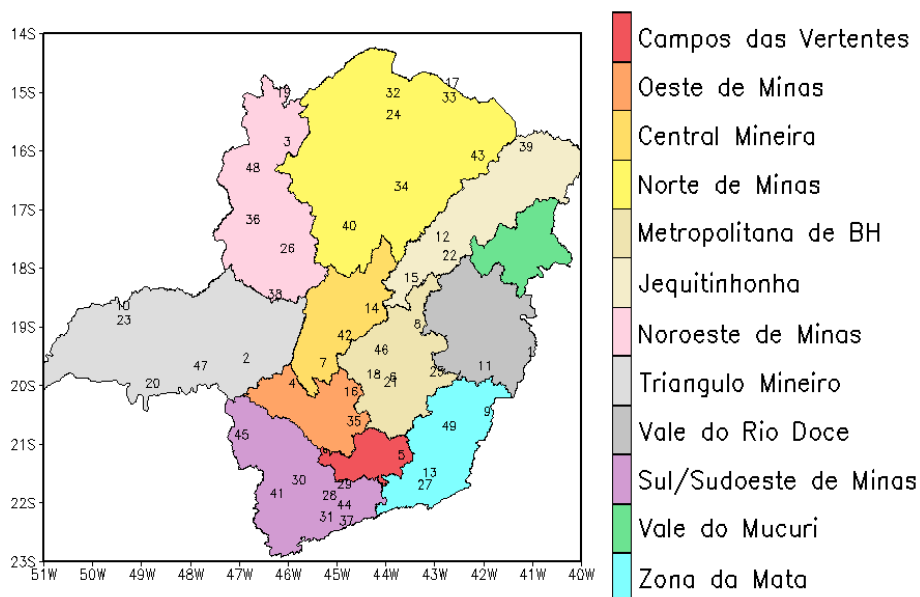 14S
15S
16S
17S
18S
19S
20S
21S
22S
23S
51W 50W 49W 48W 47W 46W 45W 44W 43W 42W 41W 40W
17
32
33
24
3
39
43
48
34
36
40
12
26
22
15
38
10
14
23
8
42
46
2
7
47
18
6
25
11
20
4
21
16
9
35
49
45
5
13
30
29
27
41
28
44
31
37
Campos das Vertentes
Oeste de Minas
Central Mineira
Norte de Minas
Metropolitana de BH
Jequitinhonha
Noroeste de Minas
Triangulo Mineiro
Vale do Rio Doce
Sul/Sudoeste de Minas
Vale do Mucuri
Zona da Mata